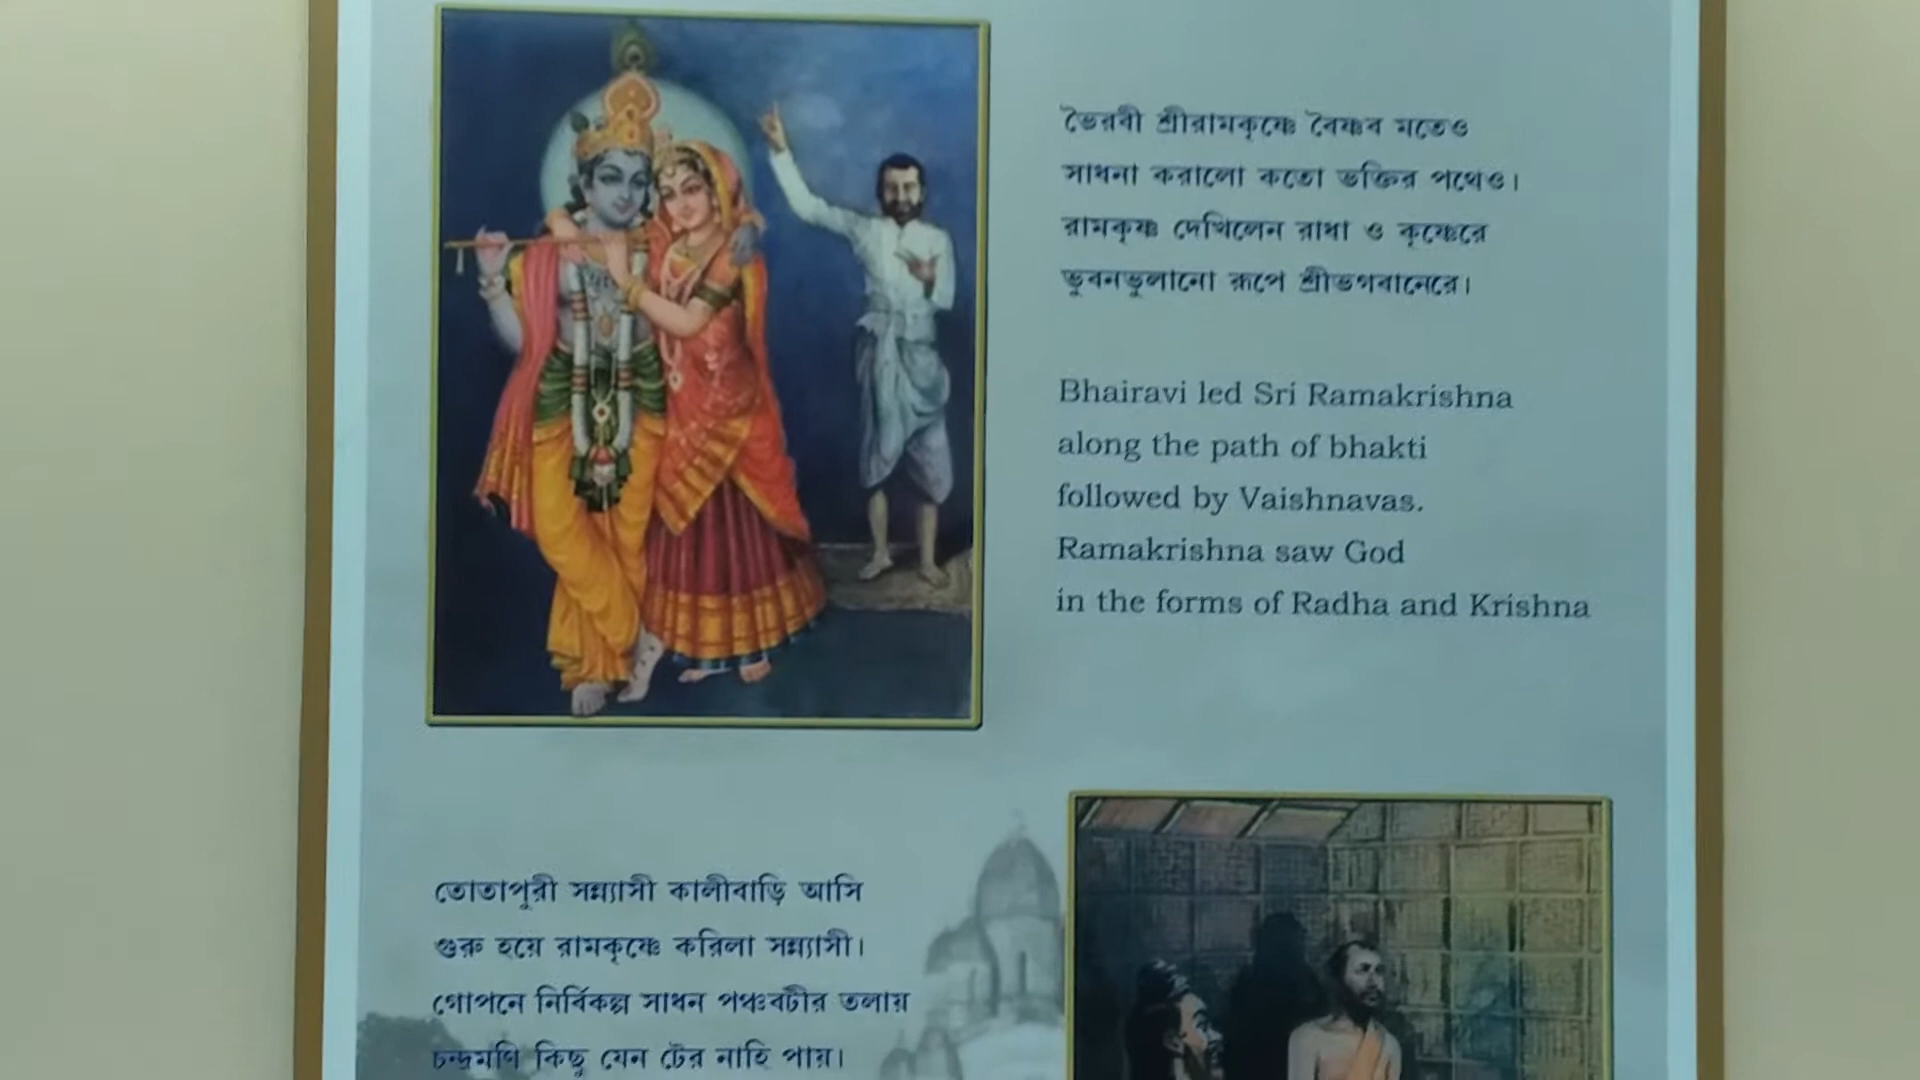 ভৈরবী শ্রীরামকৃষ্ণে বৈষ্ণব মতেও
সাধনা করালো কতো ভক্তির পথেও।
রামকৃষ্ণ দেখিলেন রাধা ও কৃষ্ণেরে
ভুবনভুলানো রূপে শ্রীভগবানেরে।
Bhairavi led Sri Ramakrishna
along the path of bhakti
followed by Vaishnavas.
Ramakrishna saw God
in the forms of Radha and Krishna
তোতাপুরী সন্ন্যাসী কালীবাড়ি আসি
গুরু হয়ে রামকৃষ্ণে করিলা সন্ন্যাসী।
গোপনে নির্বিকল্প সাধন পঞ্চবটীর তলায়
চন্দ্রমণি কিছু যেন টের নাহি পায়।